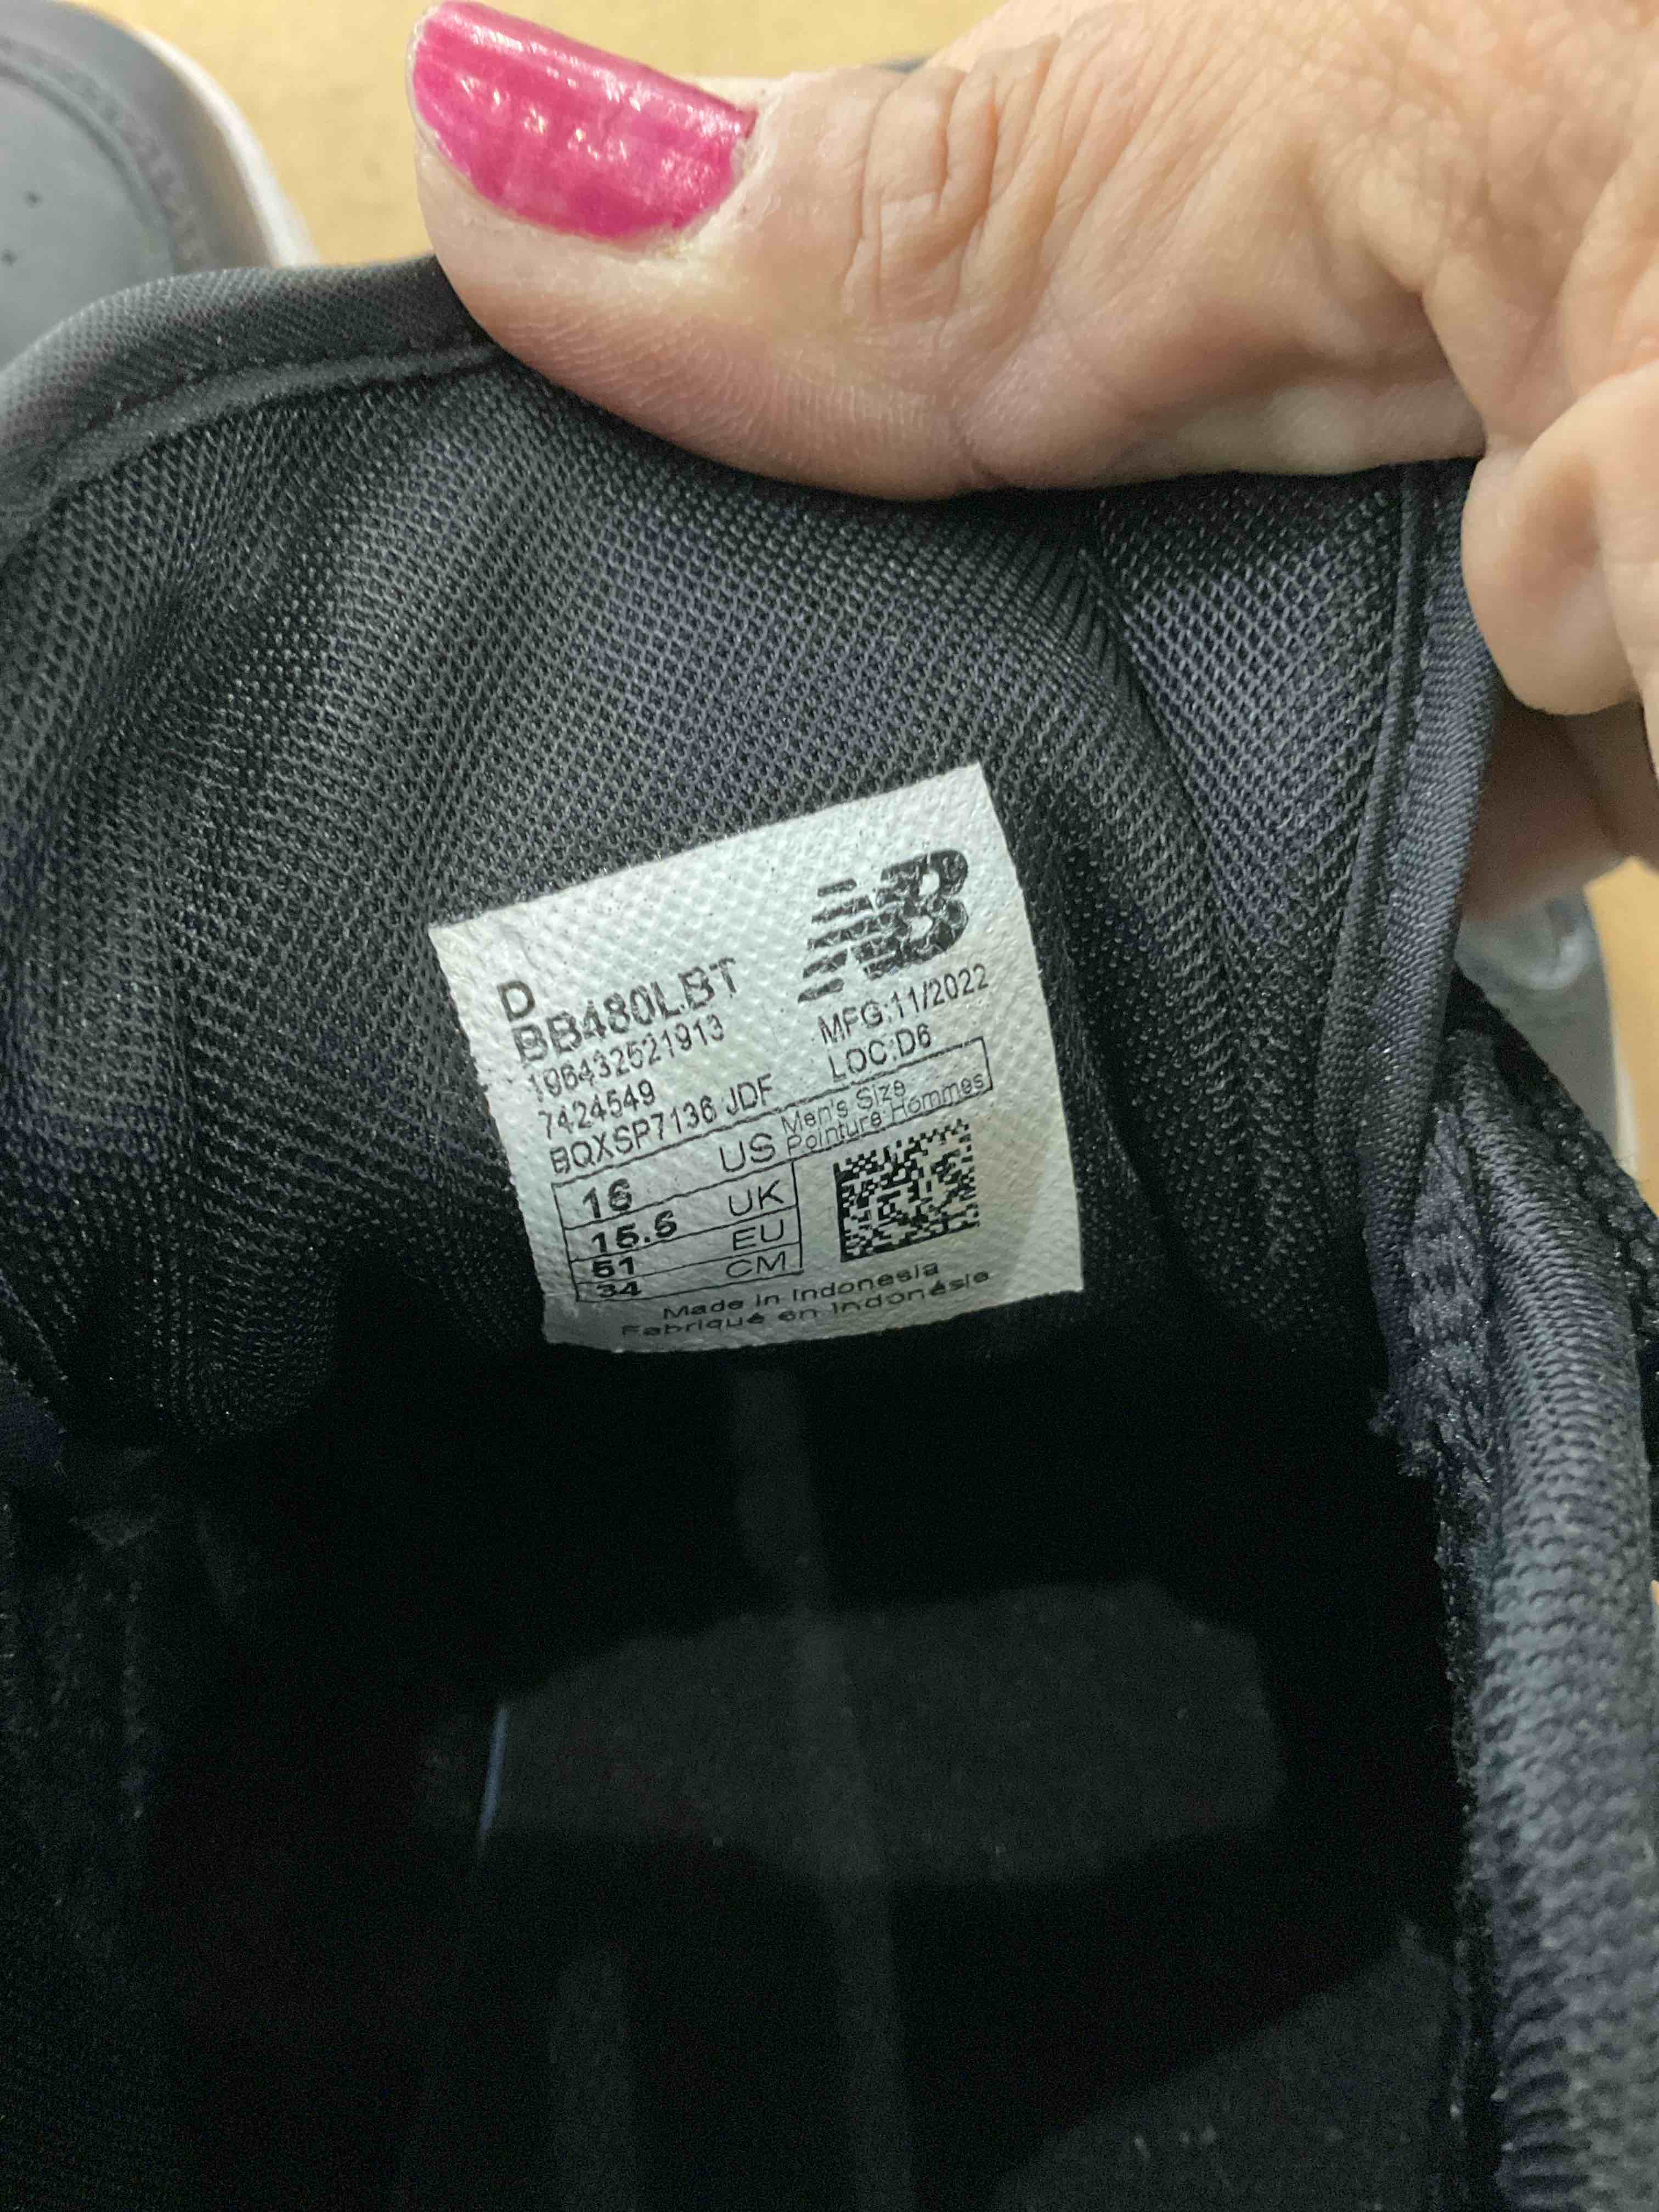 NB
D
BB480LBT
196432521913
MFG:11/2022
7424549
LOC:D6
BQXSP7136 JDF
16 US Men's Size
Pointure Hommes
15.5 UK
51 EU
34 CM
Made in Indonesia
Fabriqué en Indonésie